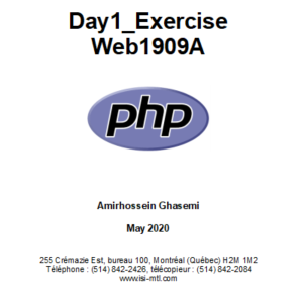 Day1_Exercise
Web1909A
php
Amirhossein Ghasemi
May 2020
255 Crémazie Est, bureau 100, Montréal (Québec) H2M 1M2
Téléphone : (514) 842-2426, télécopieur : (514) 842-2084
www.isi-mtl.com